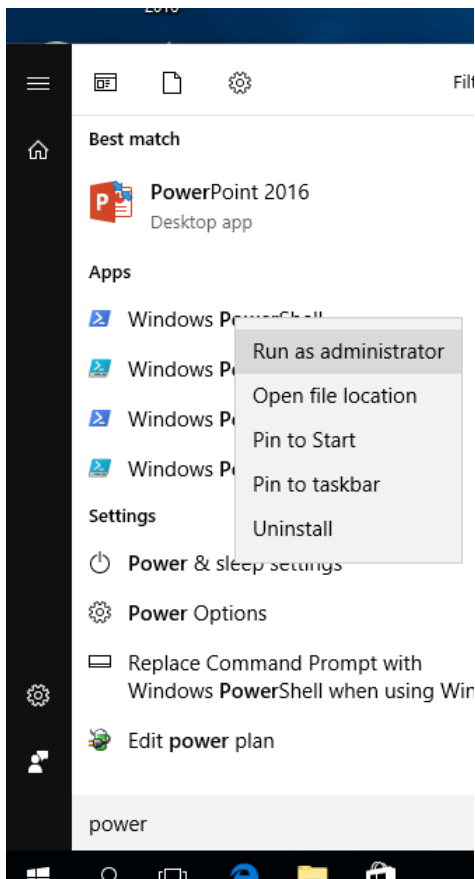 Filt
Best match
PowerPoint 2016
Desktop app
Apps
Windows PowerShell
Run as administrator
Windows P
Open file location
Windows P
Pin to Start
Windows P
Pin to taskbar
Settings
Uninstall
Power & sleep settings
Power Options
Replace Command Prompt with
Windows PowerShell when using Win
Edit power plan
power